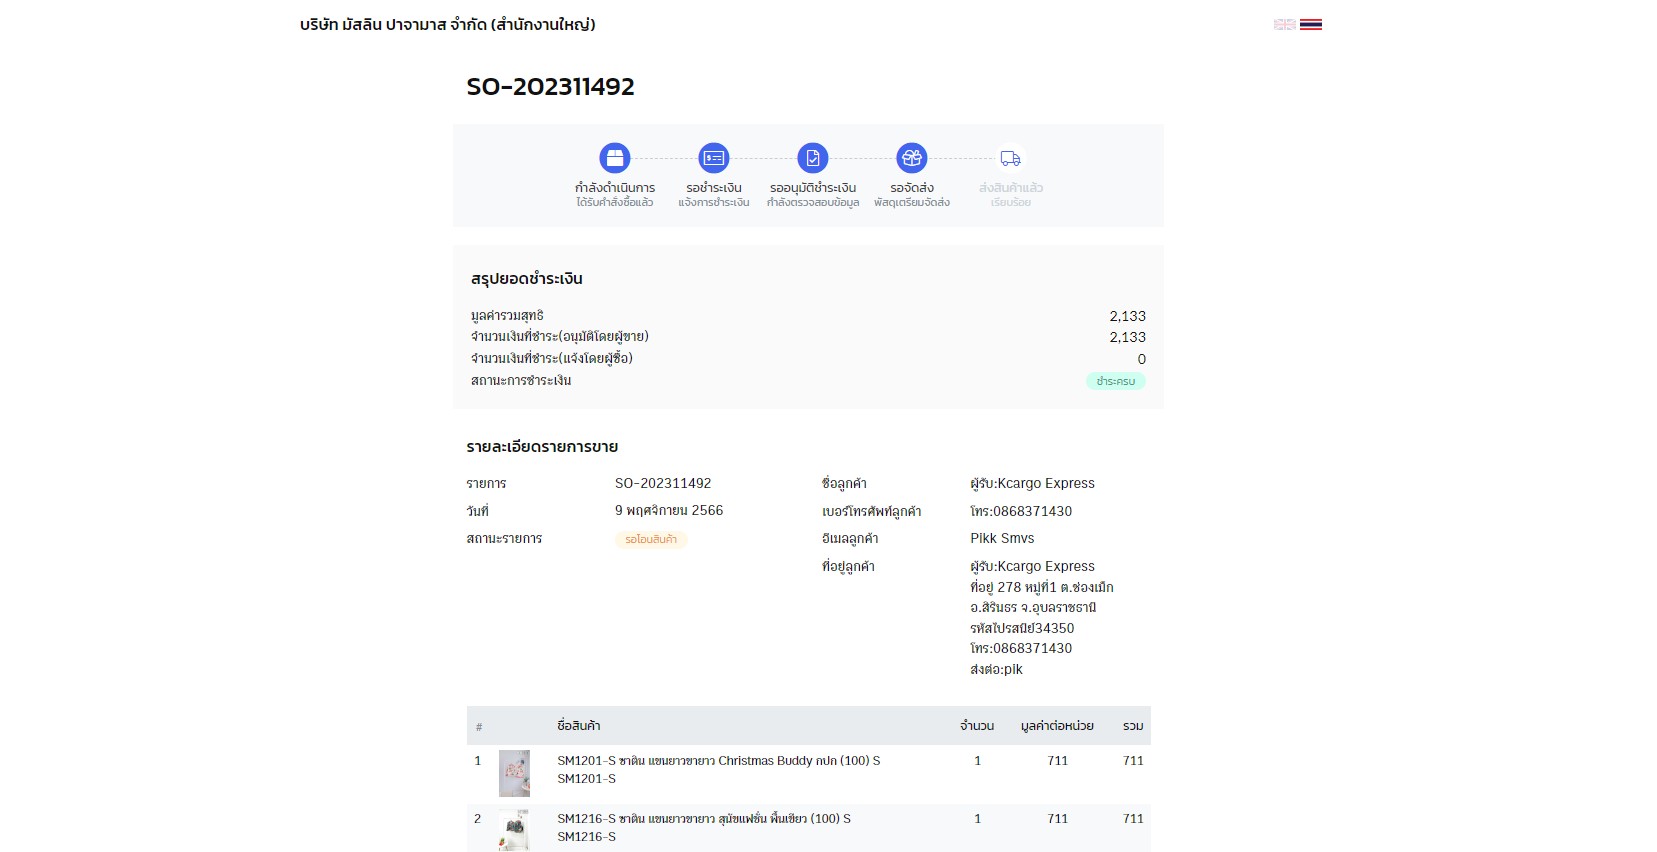 บริษัท มัสลิน ปาจามาส จำกัด (สำนักงานใหญ่)
SO-202311492
กำลังดำเนินการ
ได้รับคำสั่งซื้อแล้ว
รอชำระเงิน
แจ้งการชำระเงิน
รออนุมัติชำระเงิน
กำลังตรวจสอบข้อมูล
รอจัดส่ง
พัสดุเตรียมจัดส่ง
ส่งสินค้าแล้ว
เรียบร้อย
สรุปยอดชำระเงิน
มูลค่ารวมสุทธิ 2,133
จำนวนเงินที่ชำระ(อนุมัติโดยผู้ขาย) 2,133
จำนวนเงินที่ชำระ(แจ้งโดยผู้ซื้อ) 0
สถานะการชำระเงิน ชำระครบ
รายละเอียดรายการขาย
รายการ SO-202311492
วันที่ 9 พฤศจิกายน 2566
สถานะรายการ รอโอนสินค้า
ชื่อลูกค้า ผู้รับ:Kcargo Express
เบอร์โทรศัพท์ลูกค้า โทร:0868371430
อีเมลลูกค้า Pikk Smvs
ที่อยู่ลูกค้า ผู้รับ:Kcargo Express
ที่อยู่ 278 หมู่ที่1 ต.ช่องเม็ก
อ.สิรินธร จ.อุบลราชธานี
รหัสไปรสนีย์34350
โทร:0868371430
ส่งต่อ:pik
# ชื่อสินค้า จำนวน มูลค่าต่อหน่วย รวม
1 SM1201-S ซาติน แขนยาวขายาว Christmas Buddy กปก (100) S 1 711 711
SM1201-S
2 SM1216-S ซาติน แขนยาวขายาว สุนัขแฟชั่น พื้นเขียว (100) S 1 711 711
SM1216-S